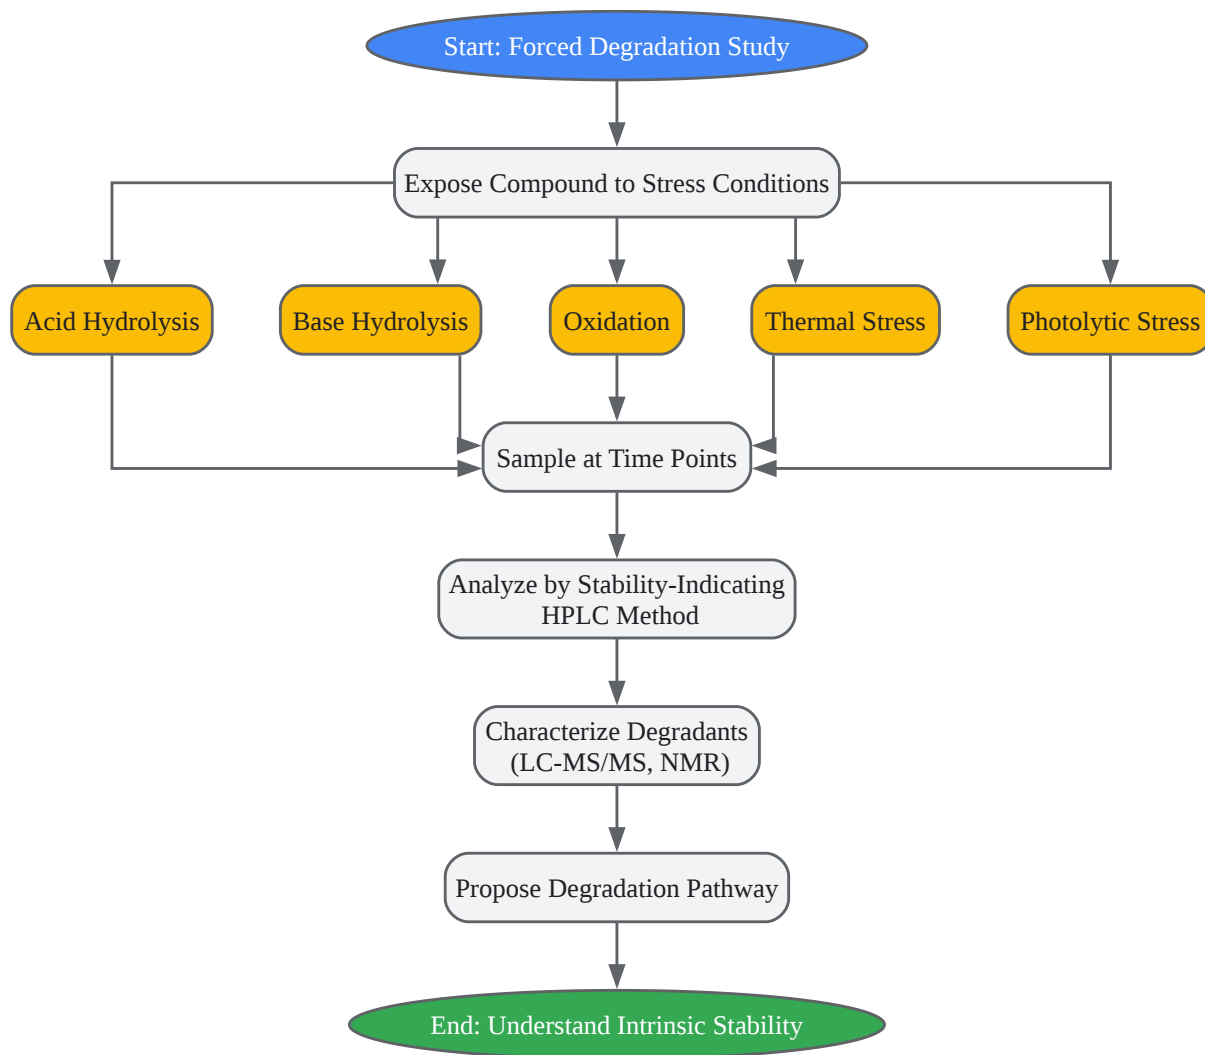 Start: Forced Degradation Study
Expose Compound to Stress Conditions
Acid Hydrolysis
Base Hydrolysis
Oxidation
Thermal Stress
Photolytic Stress
Sample at Time Points
Analyze by Stability-Indicating
HPLC Method
Characterize Degradants
(LC-MS/MS, NMR)
Propose Degradation Pathway
End: Understand Intrinsic Stability